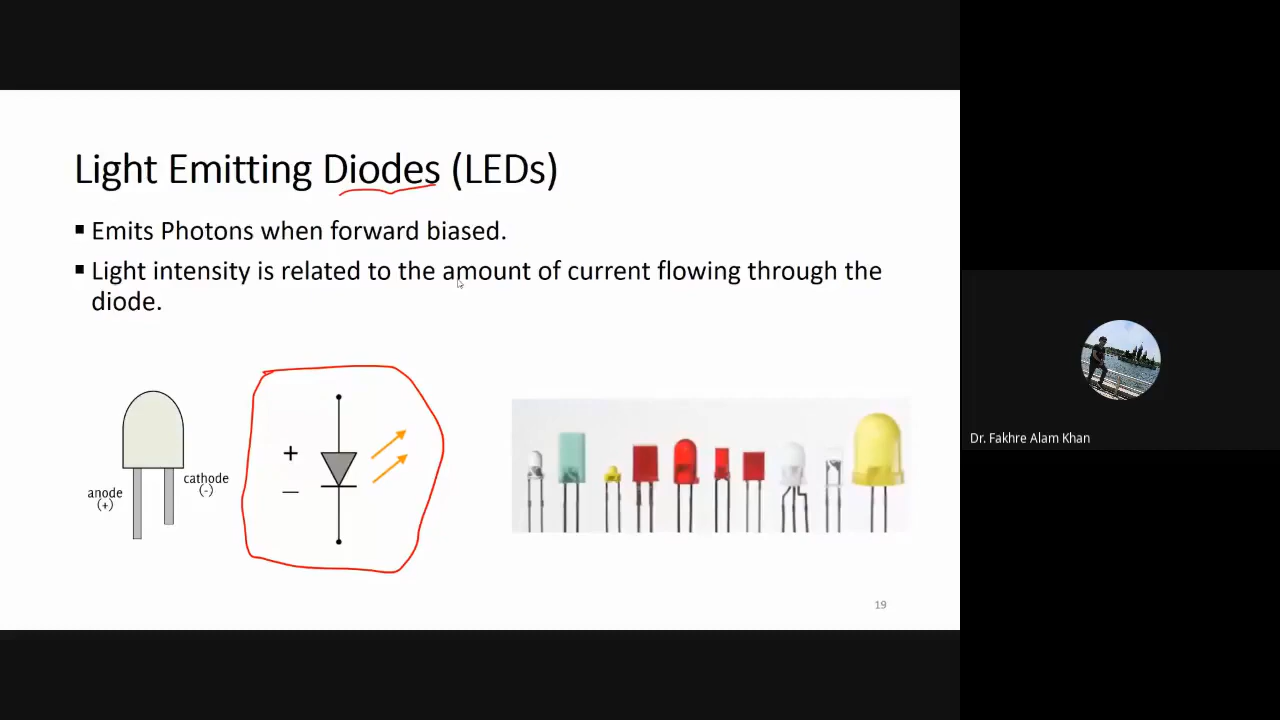 Light Emitting Diodes (LEDs)
▪ Emits Photons when forward biased.
▪ Light intensity is related to the amount of current flowing through the
diode.
anode
(+)
cathode
(-)
+
–
19
Dr. Fakhre Alam Khan